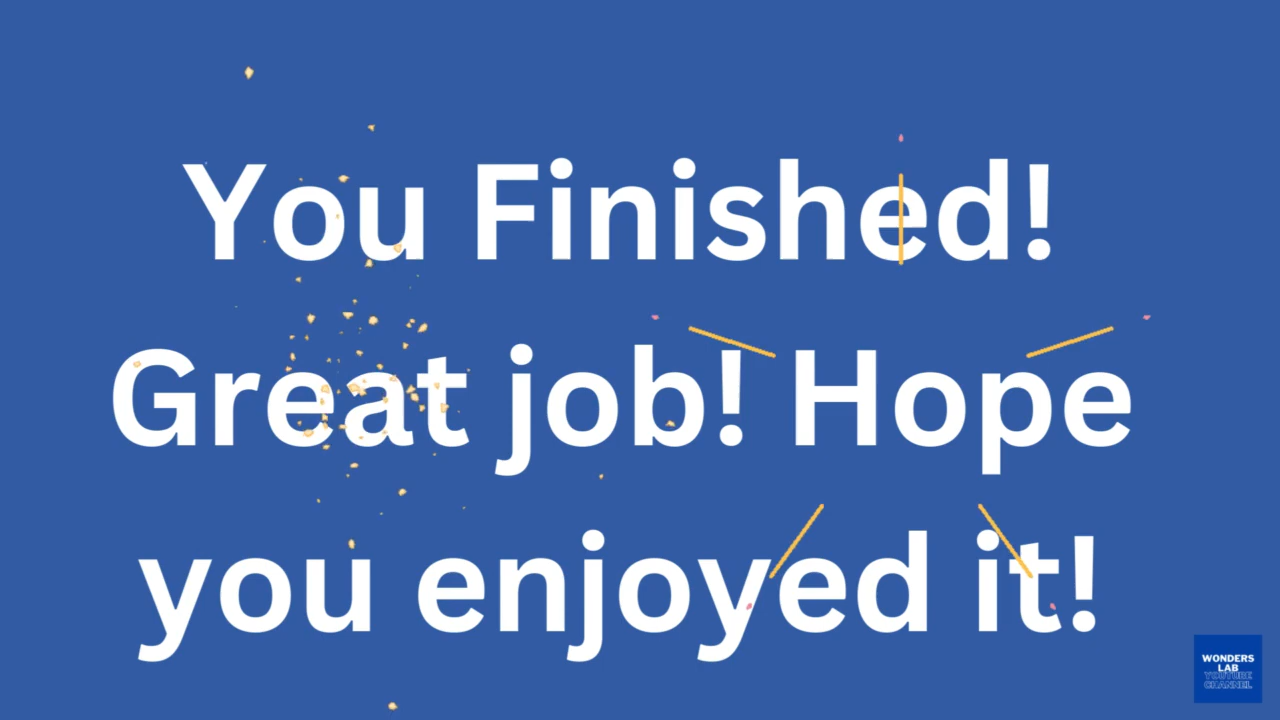 You Finished!
Great job! Hope
you enjoyed it!
WONDERS
LAB
YOUTUBE
CHANNEL